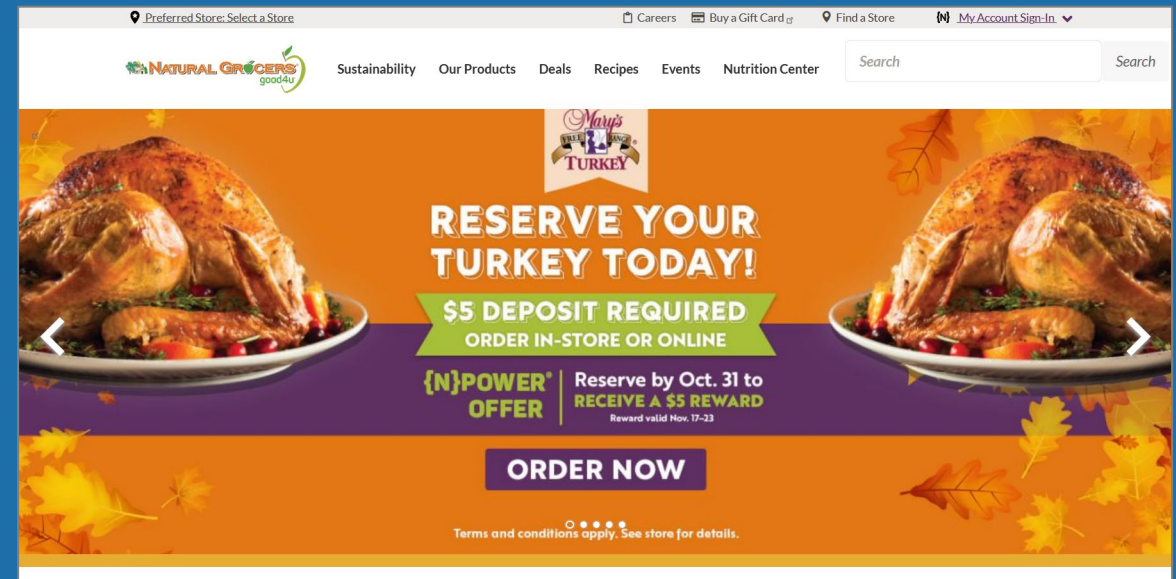 Preferred Store: Select a Store
Careers
Buy a Gift Card
Find a Store
{N} My Account Sign-In
NATURAL GROCERS
good4u
Sustainability
Our Products
Deals
Recipes
Events
Nutrition Center
Search
Search
Mary's
FREE RANGE
TURKEY
RESERVE YOUR
TURKEY TODAY!
$5 DEPOSIT REQUIRED
ORDER IN-STORE OR ONLINE
{N}POWER®
OFFER
Reserve by Oct. 31 to
RECEIVE A $5 REWARD
Reward valid Nov. 17–23
ORDER NOW
Terms and conditions apply. See store for details.